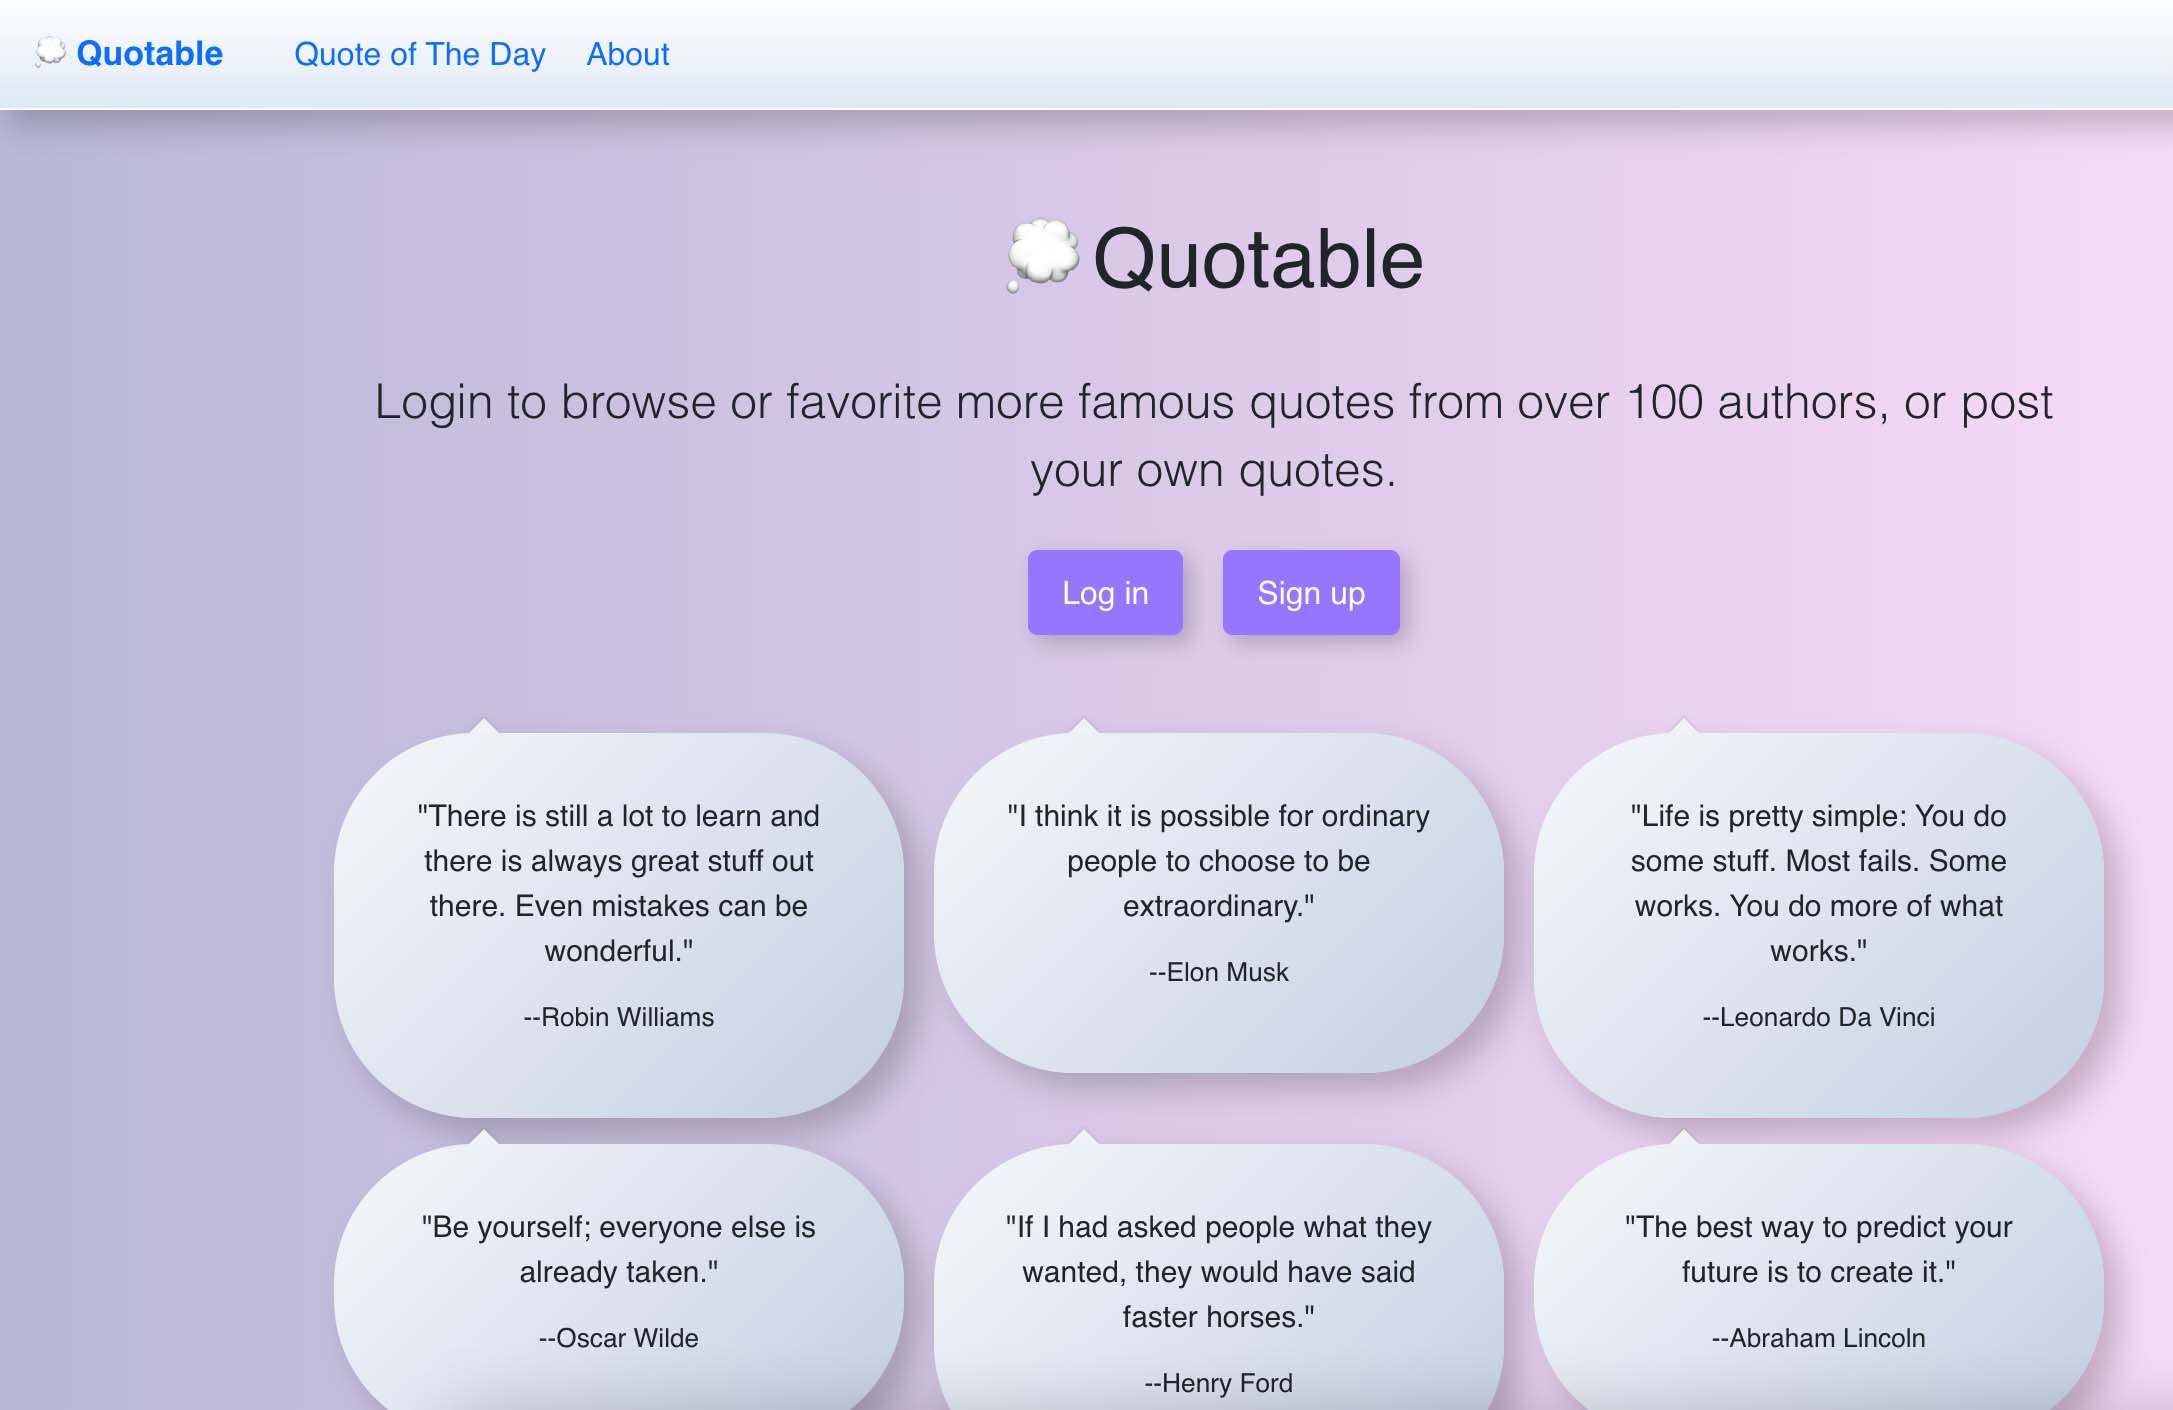 Quotable Quote of The Day About
Quotable
Login to browse or favorite more famous quotes from over 100 authors, or post
your own quotes.
Log in Sign up
"There is still a lot to learn and
there is always great stuff out
there. Even mistakes can be
wonderful."
--Robin Williams
"I think it is possible for ordinary
people to choose to be
extraordinary."
--Elon Musk
"Life is pretty simple: You do
some stuff. Most fails. Some
works. You do more of what
works."
--Leonardo Da Vinci
"Be yourself; everyone else is
already taken."
--Oscar Wilde
"If I had asked people what they
wanted, they would have said
faster horses."
--Henry Ford
"The best way to predict your
future is to create it."
--Abraham Lincoln